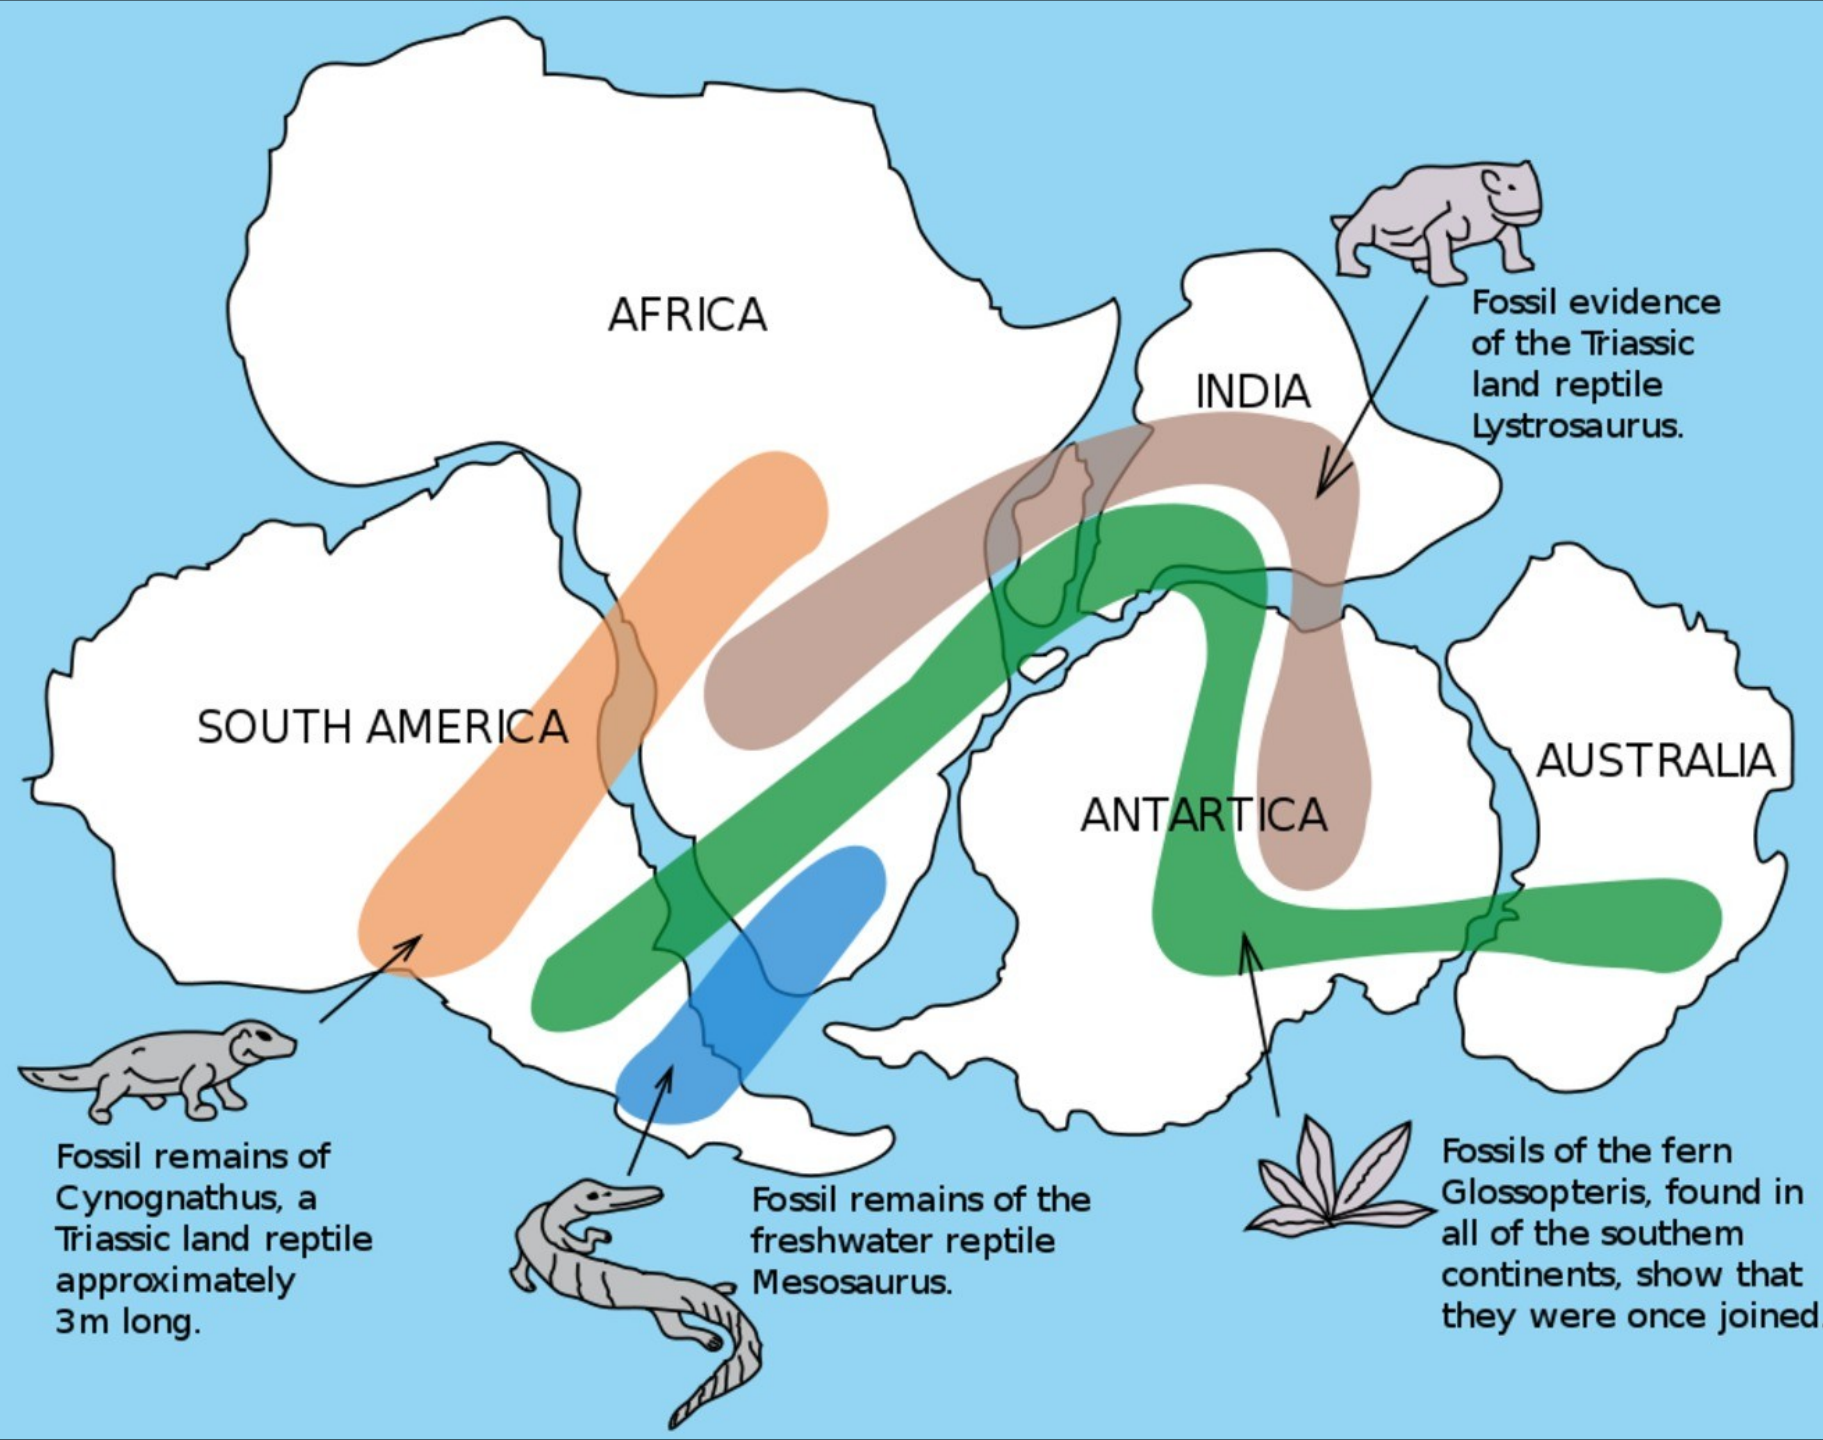 AFRICA
INDIA
SOUTH AMERICA
ANTARTICA
AUSTRALIA
Fossil evidence
of the Triassic
land reptile
Lystrosaurus.
Fossil remains of
Cynognathus, a
Triassic land reptile
approximately
3m long.
Fossil remains of the
freshwater reptile
Mesosaurus.
Fossils of the fern
Glossopteris, found in
all of the southem
continents, show that
they were once joined.